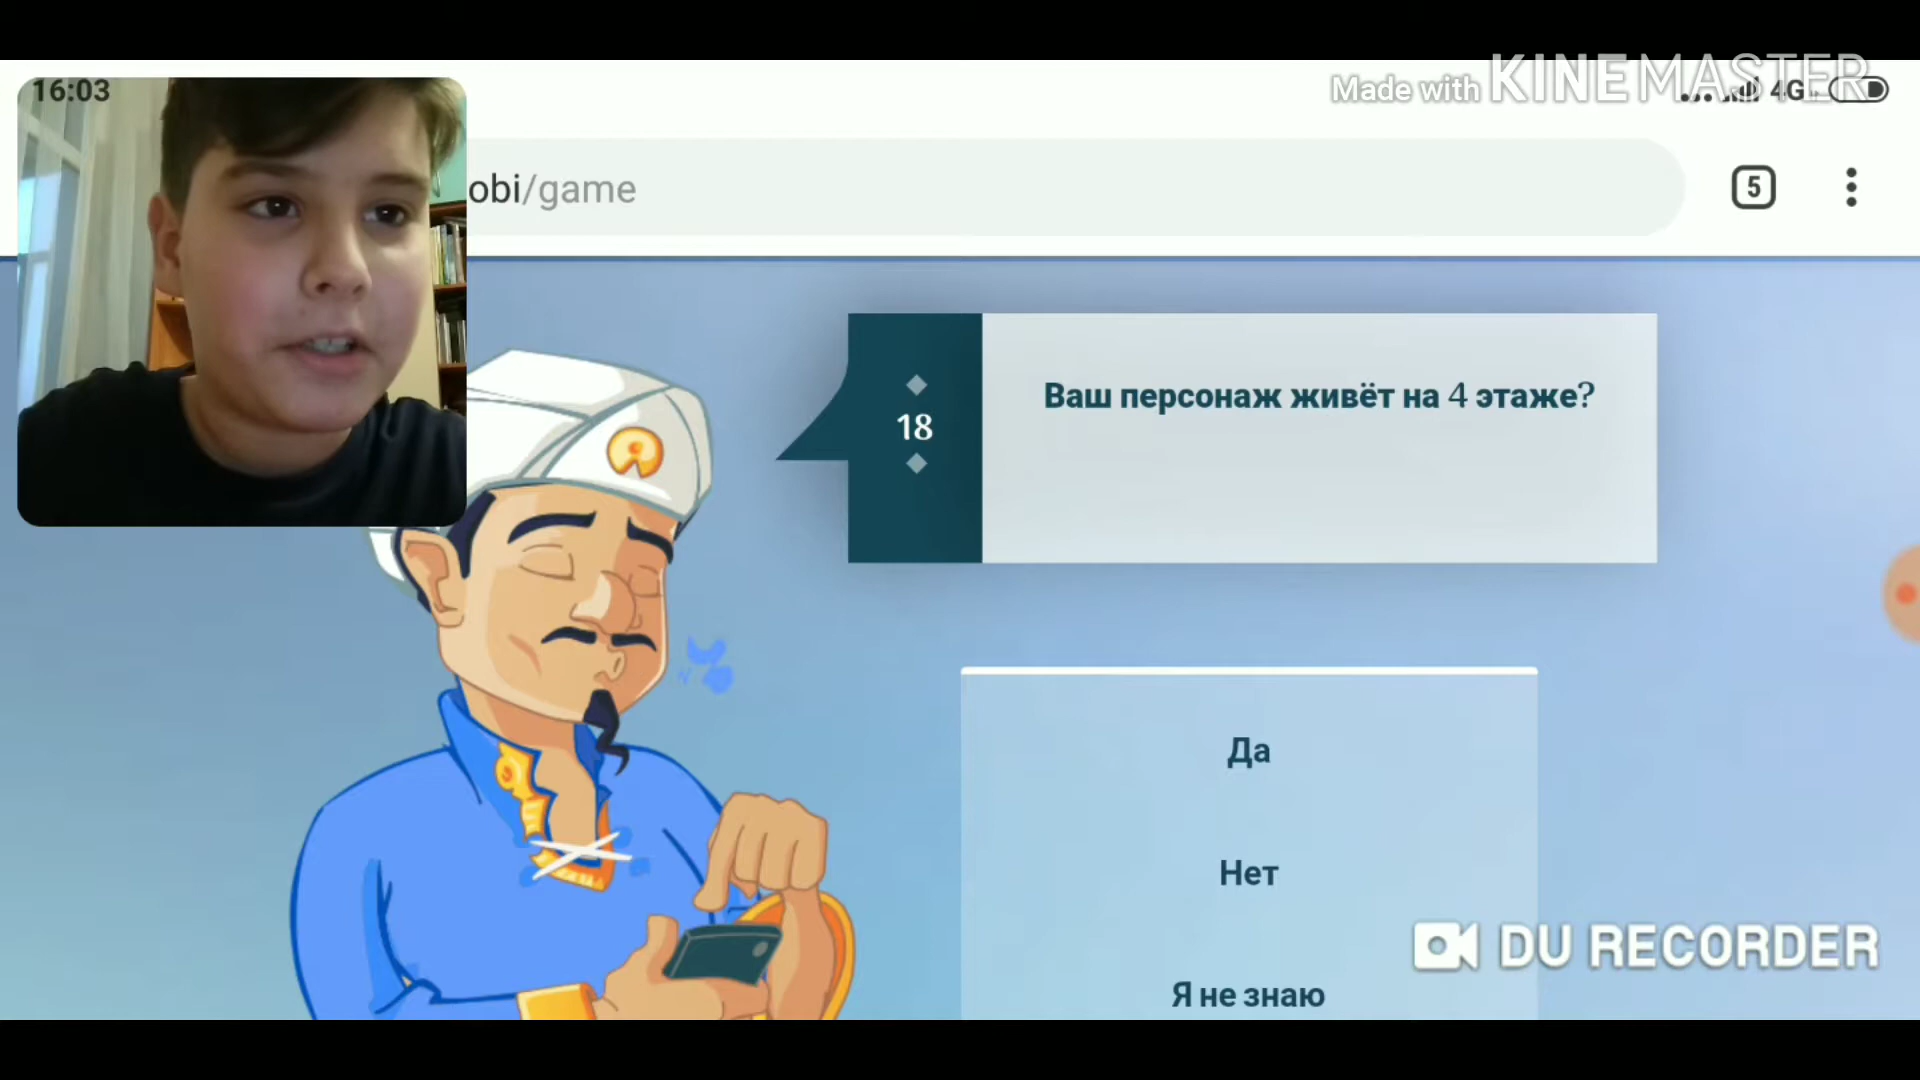 16:03
Made with KINEMASTER
4G
obi/game
5
18
Ваш персонаж живёт на 4 этаже?
Да
Нет
Я не знаю
DU RECORDER